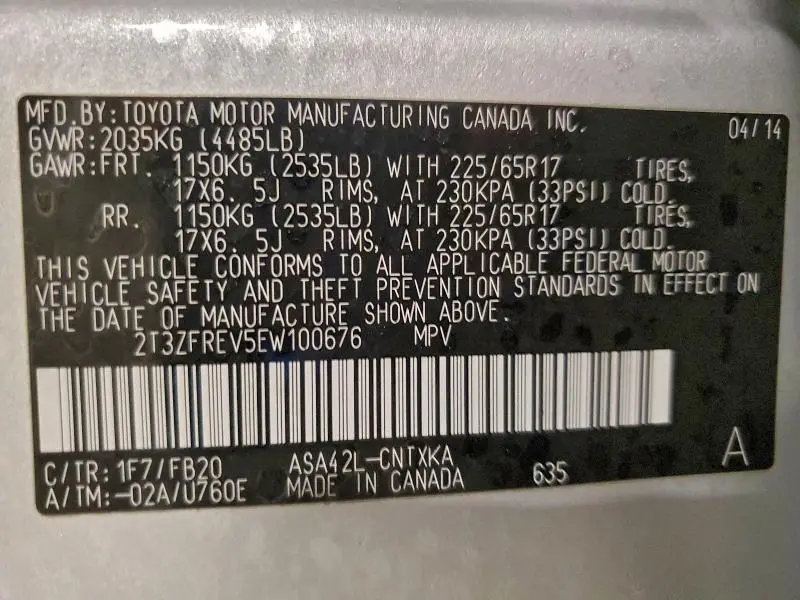 MFD.BY:TOYOTA MOTOR MANUFACTURING CANADA INC. 04/14
GVWR:2035KG (4485LB)
GAWR:FRT. 1150KG (2535LB) WITH 225/65R17 TIRES,
17X6. 5J RIMS, AT 230KPA (33PSI) COLD.
RR. 1150KG (2535LB) WITH 225/65R17 TIRES,
17X6. 5J RIMS, AT 230KPA (33PSI) COLD.
THIS VEHICLE CONFORMS TO ALL APPLICABLE FEDERAL MOTOR
VEHICLE SAFETY AND THEFT PREVENTION STANDARDS IN EFFECT ON
THE DATE OF MANUFACTURE SHOWN ABOVE.
2T3ZFREV5EW100676 MPV
C/TR:1F7/FB20 ASA42L-CNTXKA A
A/TM:-02A/U760E MADE IN CANADA 635